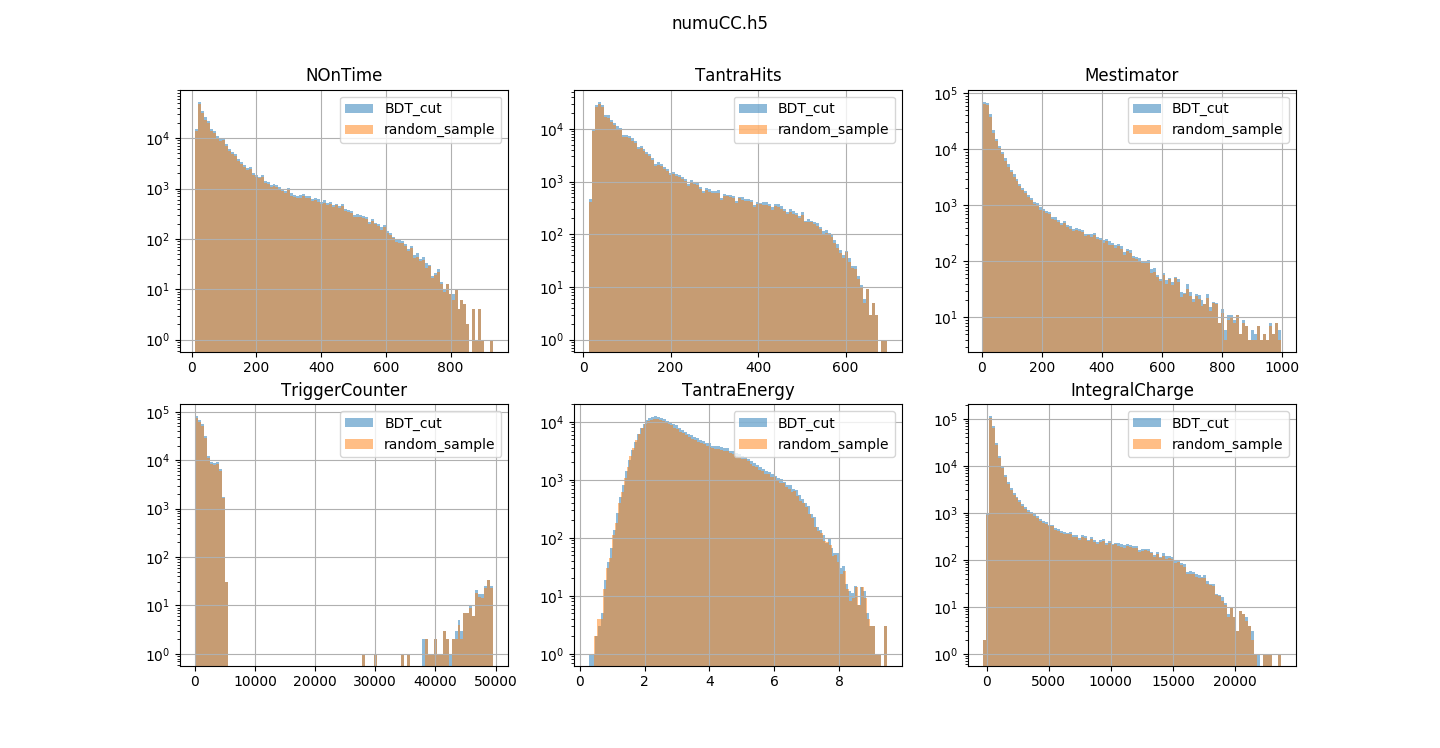 numuCC.h5
NOnTime
BDT_cut
random_sample
10⁴
10³
10²
10¹
10⁰
0 200 400 600 800
TantraHits
BDT_cut
random_sample
10⁴
10³
10²
10¹
10⁰
0 200 400 600
Mestimator
BDT_cut
random_sample
10⁵
10⁴
10³
10²
10¹
0 200 400 600 800 1000
TriggerCounter
BDT_cut
random_sample
10⁵
10⁴
10³
10²
10¹
10⁰
0 10000 20000 30000 40000 50000
TantraEnergy
BDT_cut
random_sample
10⁴
10³
10²
10¹
10⁰
0 2 4 6 8
IntegralCharge
BDT_cut
random_sample
10⁵
10⁴
10³
10²
10¹
10⁰
0 5000 10000 15000 20000